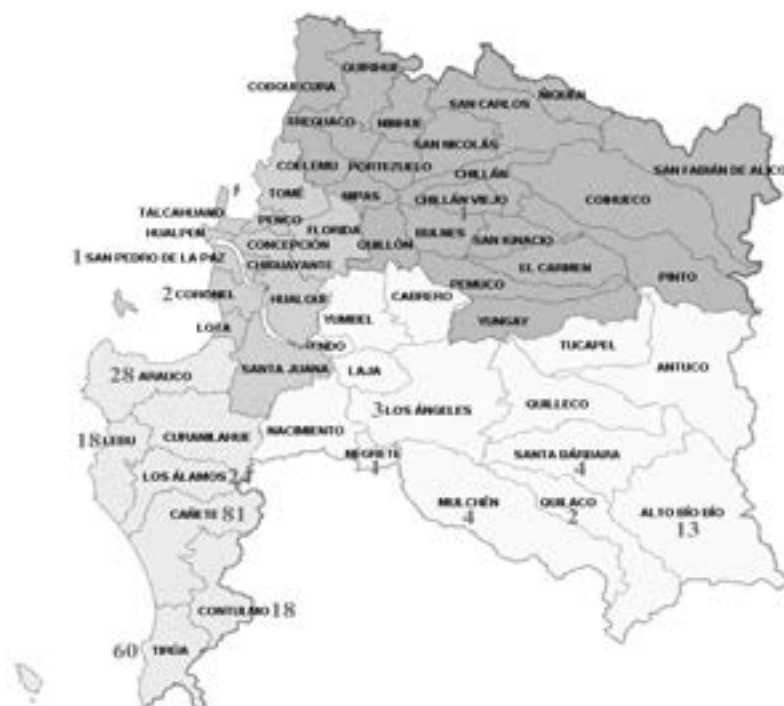 QUIRIHUE
COBQUECURA
ÑIQUÉN
SAN CARLOS
TREGUACO
NINHUE
SAN NICOLÁS
COELEMU
PORTEZUELO
CHILLÁN
SAN FABIÁN DE ALICO
TOMÉ
ÑIPAS
CHILLÁN VIEJO
1
COIHUECO
TALCAHUANO
PENCO
HUALPÉN
FLORIDA
BULNES
CONCEPCIÓN
QUILLÓN
SAN IGNACIO
1 SAN PEDRO DE LA PAZ
CHIGUAYANTE
EL CARMEN
PINTO
2 CORONEL
HUALQUI
CABRERO
PEMUCO
LOTA
YUMBEL
YUNGAY
TUCAPEL
SANTA JUANA
LAJA
ANTUCO
28 ARAUCO
3 LOS ÁNGELES
QUILLECO
18 LEBU
CURANILAHUE
NACIMIENTO
NEGRETE
SANTA BÁRBARA
4
LOS ÁLAMOS 24
MULCHÉN
4
QUILACO
2
ALTO BÍO BÍO
13
CAÑETE 81
CONTULMO 18
60 TIRÚA